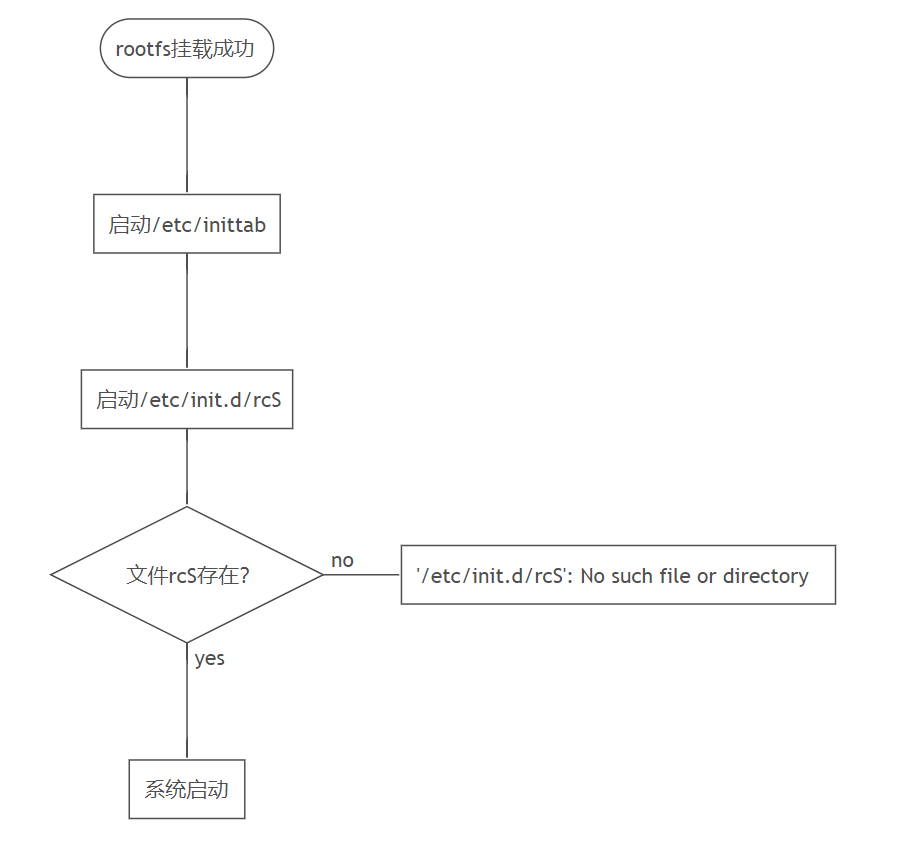 rootfs挂载成功
启动/etc/inittab
启动/etc/init.d/rcS
文件rcS存在?
no
'/etc/init.d/rcS': No such file or directory
yes
系统启动